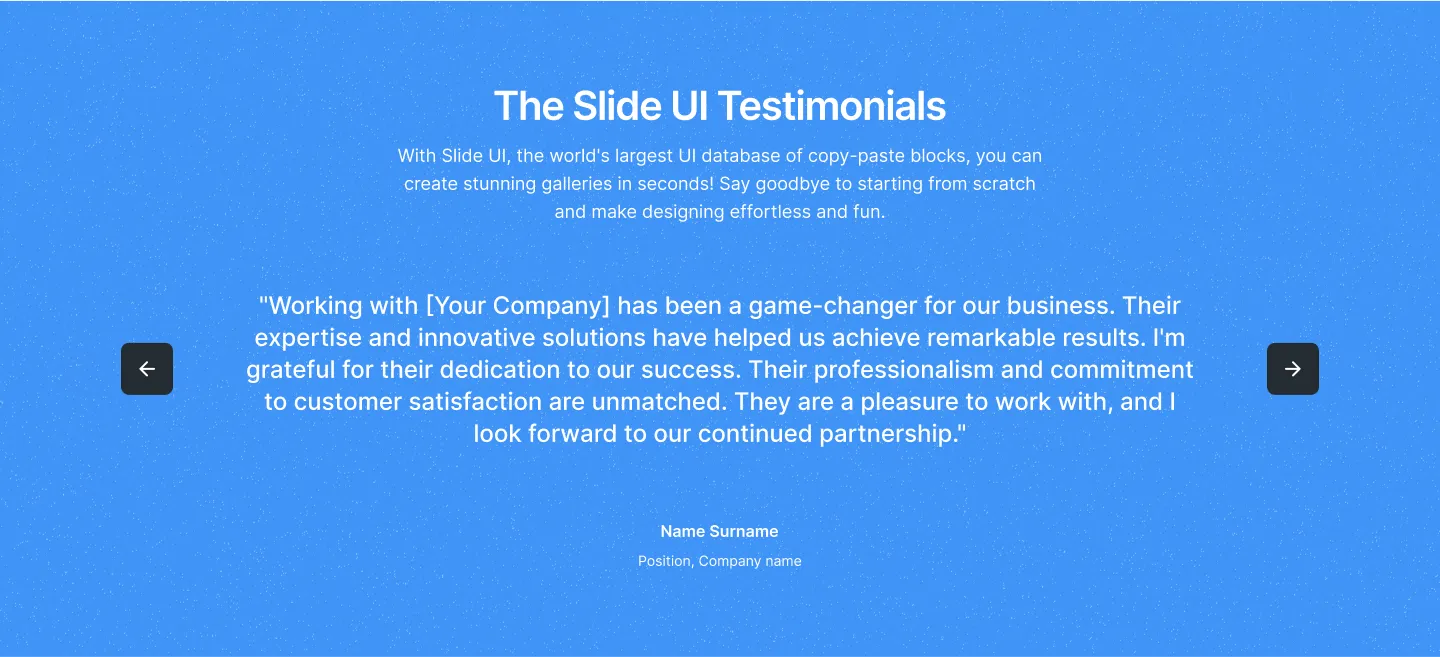 The Slide UI Testimonials
With Slide UI, the world's largest UI database of copy-paste blocks, you can
create stunning galleries in seconds! Say goodbye to starting from scratch
and make designing effortless and fun.
"Working with [Your Company] has been a game-changer for our business. Their
expertise and innovative solutions have helped us achieve remarkable results. I'm
grateful for their dedication to our success. Their professionalism and commitment
to customer satisfaction are unmatched. They are a pleasure to work with, and I
look forward to our continued partnership."
Name Surname
Position, Company name